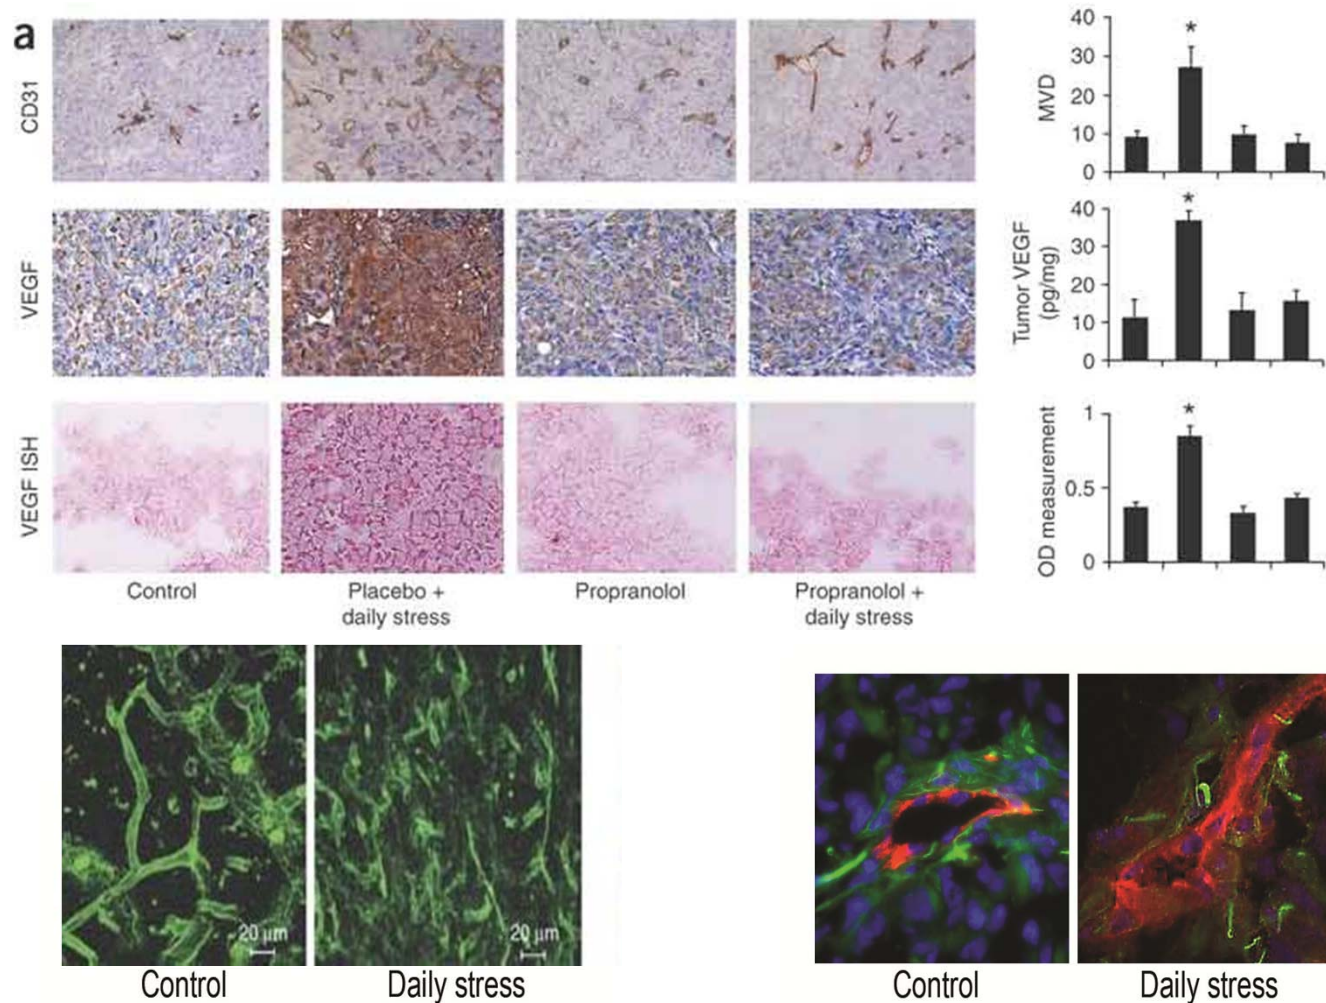 a
CD31
VEGF
VEGF ISH
Control
Placebo +
daily stress
Propranolol
Propranolol +
daily stress
MVD
40
30
20
10
0
*
Tumor VEGF
(pg/mg)
40
30
20
10
0
*
OD measurement
1
0.5
0
*
20 µm
20 µm
Control
Daily stress
Control
Daily stress